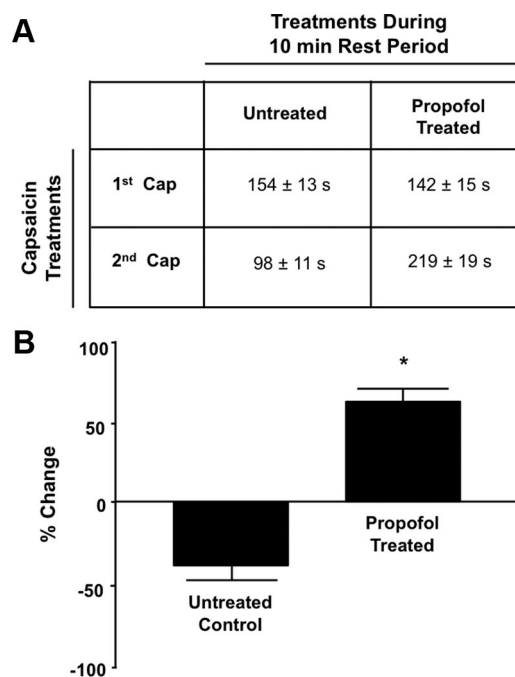 A
Treatments During
10 min Rest Period
Untreated
Propofol
Treated
Capsaicin
Treatments
1st Cap
154 ± 13 s
142 ± 15 s
2nd Cap
98 ± 11 s
219 ± 19 s
B
% Change
100
50
0
-50
-100
*
Propofol
Treated
Untreated
Control